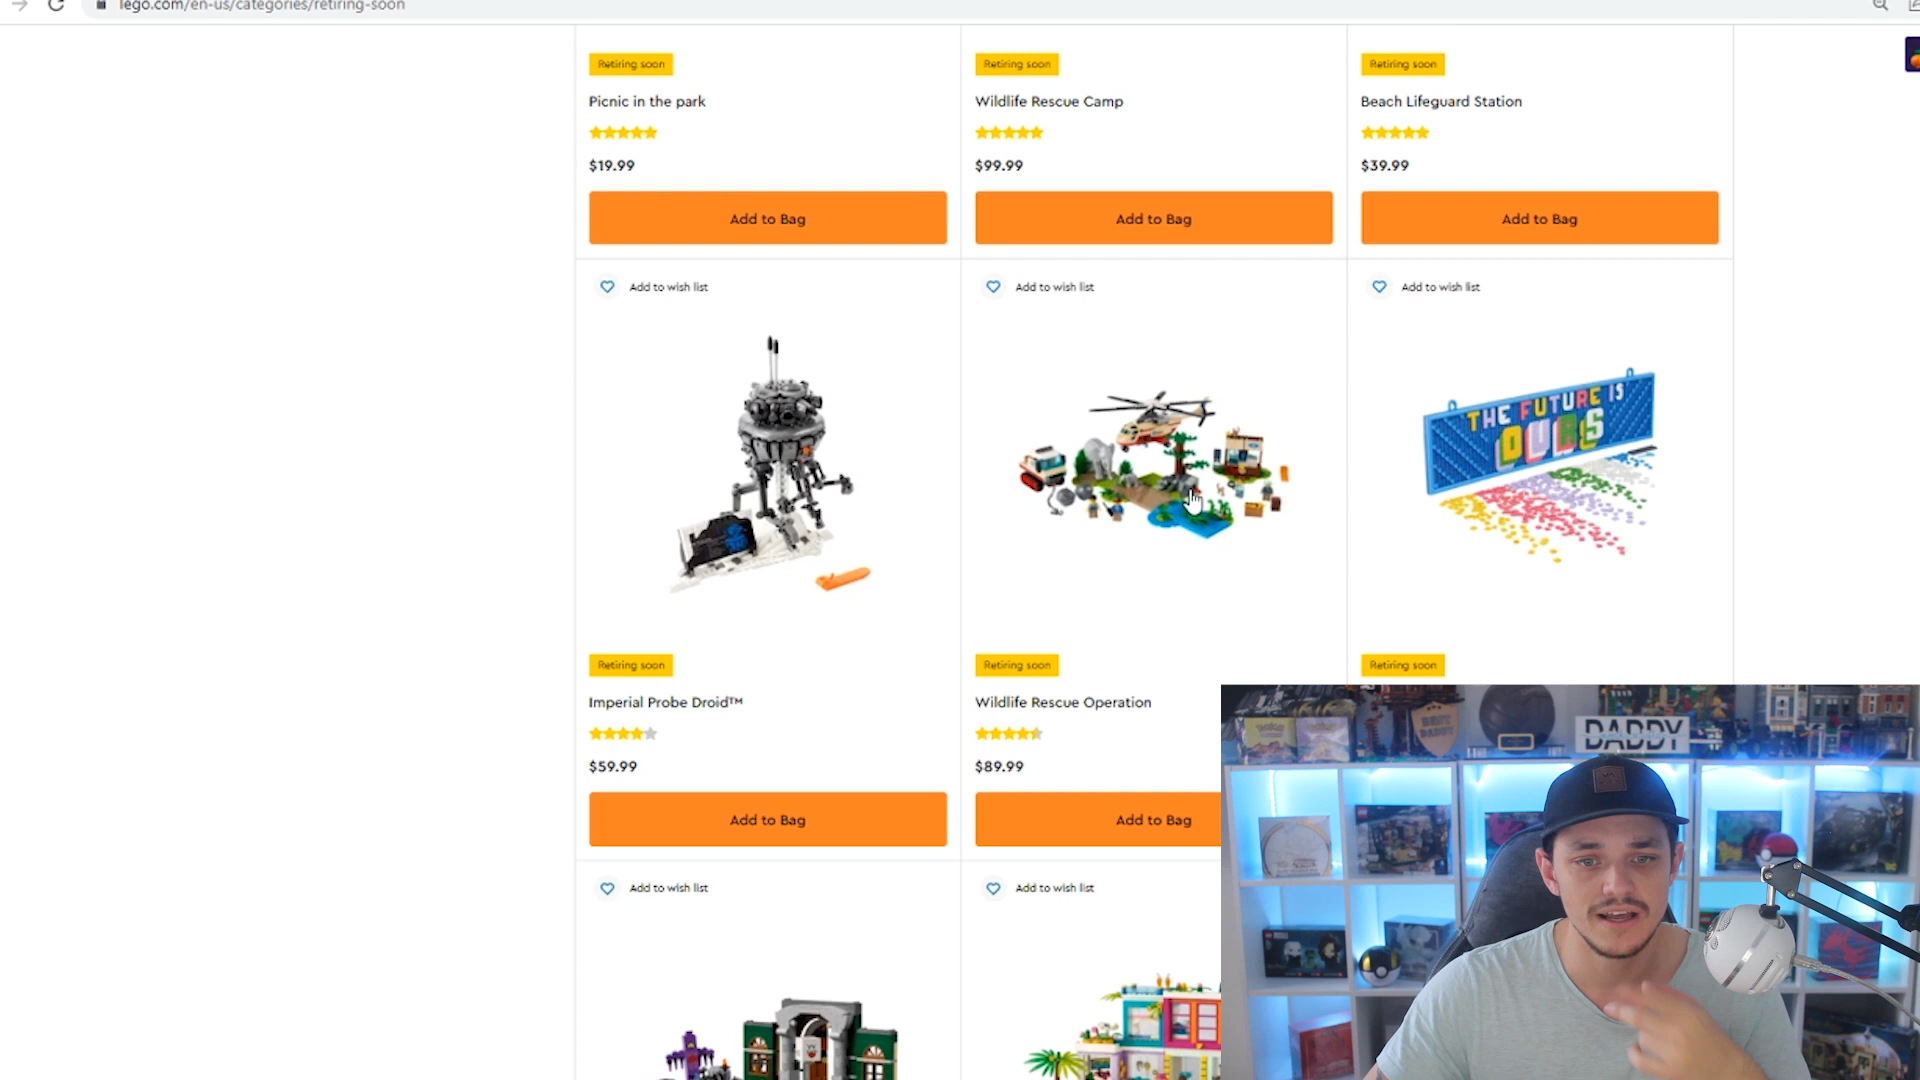 lego.com/en-us/categories/retiring-soon
Retiring soon
Picnic in the park
$19.99
Add to Bag
Retiring soon
Wildlife Rescue Camp
$99.99
Add to Bag
Retiring soon
Beach Lifeguard Station
$39.99
Add to Bag
Add to wish list
Retiring soon
Imperial Probe Droid™
$59.99
Add to Bag
Add to wish list
Retiring soon
Wildlife Rescue Operation
$89.99
Add to Bag
Add to wish list
THE FUTURE IS
OURS
Retiring soon
Add to wish list
Add to wish list
BEST
DADDY
DADDY